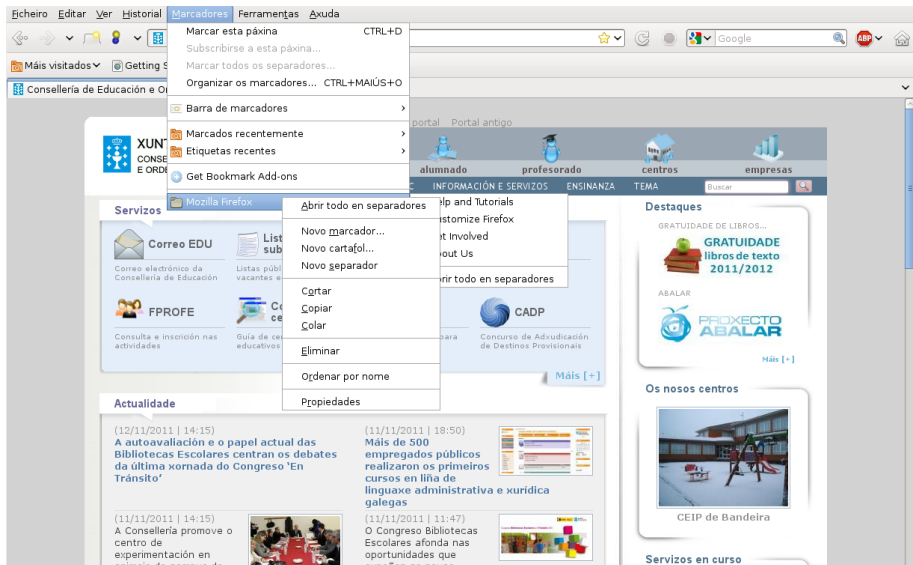 Ficheiro Editar Ver Historial Marcadores Ferramentas Axuda
Marcar esta páxina CTRL+D
Subscribirse a esta páxina...
Marcar todos os separadores...
Organizar os marcadores... CTRL+MAIÚS+O
Barra de marcadores
Marcados recentemente
Etiquetas recentes
Get Bookmark Add-ons
Mozilla Firefox
Abrir todo en separadores
Novo marcador...
Novo cartafol...
Novo separador
Cortar
Copiar
Colar
Eliminar
Ordenar por nome
Propiedades
and Tutorials
Firefox
Involved
Us
todo en separadores
Google
ABP
Máis visitados
Getting
Consellería de Educación e
portal Portal antigo
alumnado profesorado centros empresas
INFORMACIÓN E SERVIZOS ENSINANZA TEMA Buscar
Servizos
Correo EDU
Correo electrónico da
Consellería de Educación
FPROFE
Consulta e inscrición nas
actividades
Guía de
educativos
CADP
Concurso de Adxudicación
de Destinos Provisionais
Máis [+]
Actualidade
(12/11/2011 | 14:15)
A autoavaliación e o papel actual das
Bibliotecas Escolares centran os debates
da última xornada do Congreso ‘En
Tránsito’
(11/11/2011 | 18:50)
Máis de 500
empregados públicos
realizaron os primeiros
cursos en liña de
linguaxe administrativa e xurídica
galegas
(11/11/2011 | 14:15)
A Consellería promove o
centro de
experimentación en
(11/11/2011 | 11:47)
O Congreso Bibliotecas
Escolares afonda nas
oportunidades que
Destaques
GRATUIDADE DE LIBROS...
GRATUIDADE
libros de texto
2011/2012
ABALAR
PROXECTO
ABALAR
Máis [+]
Os nosos centros
CEIP de Bandeira
Servizos en curso